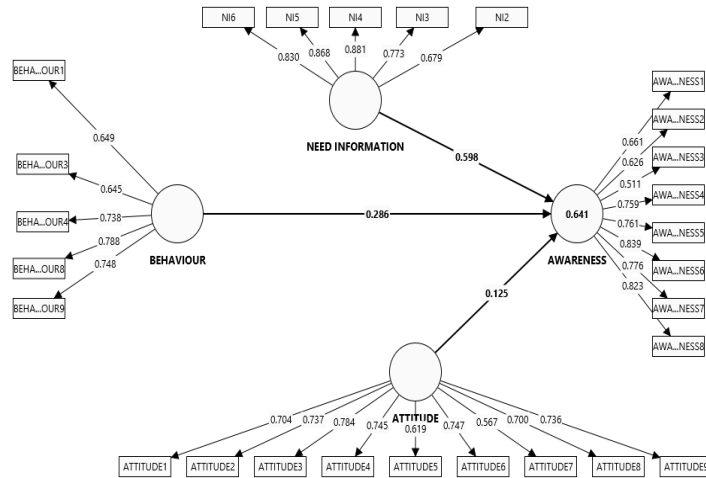 NI6 NI5 NI4 NI3 NI2
0.830 0.868 0.881 0.773 0.679
NEED INFORMATION
BEHA...OUR1
BEHA...OUR3
BEHA...OUR4
BEHA...OUR8
BEHA...OUR9
0.649
0.645
0.738
0.788
0.748
BEHAVIOUR
0.598
0.286
0.125
0.641
AWARENESS
0.661
0.626
0.511
0.759
0.761
0.839
0.776
0.823
AWA...NESS1
AWA...NESS2
AWA...NESS3
AWA...NESS4
AWA...NESS5
AWA...NESS6
AWA...NESS7
AWA...NESS8
ATTITUDE
0.704 0.737 0.784 0.745 0.619 0.747 0.567 0.700 0.736
ATTITUDE1 ATTITUDE2 ATTITUDE3 ATTITUDE4 ATTITUDE5 ATTITUDE6 ATTITUDE7 ATTITUDE8 ATTITUDE9